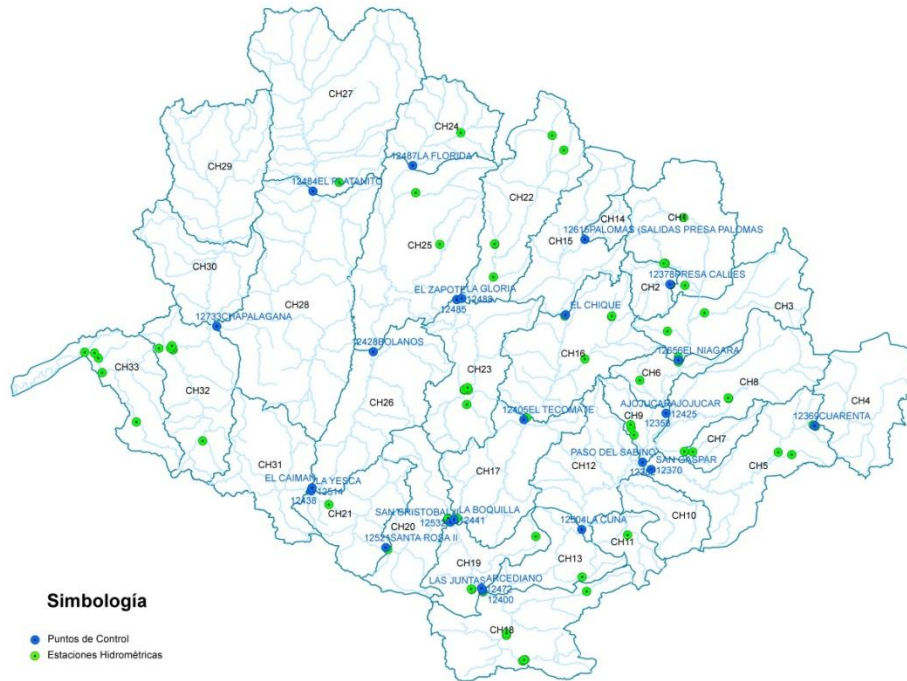 CH27
CH24
12487LA FLORIDA
CH29
12484EL PLATANITO
CH22
CH14
CH1
12615PALOMAS (SALIDAS PRESA PALOMAS
CH15
CH25
CH30
12378PRESA CALLES
CH2
CH3
EL ZAPOTE
LA GLORIA
12488
12485
CH28
EL CHIQUE
12733CHAPALAGANA
12428BOLANOS
12656EL NIAGARA
CH33
CH16
CH23
CH6
CH8
CH4
CH32
CH26
12405EL TECOMATE
AJOJUCAR
AJOJUCAR
12425
12358
12369CUARENTA
CH9
CH7
CH5
PASO DEL SABINO
SAN GASPAR
12370
CH31
CH17
CH12
EL CAIMAN
LA YESCA
12514
12438
CH21
CH10
SAN CRISTOBAL
LA BOQUILLA
12441
12504LA CUÑA
CH20
CH11
12521SANTA ROSA II
CH19
CH13
LAS JUNTAS
ARCEDIANO
12472
12400
CH18
Simbología
Puntos de Control
Estaciones Hidrométricas